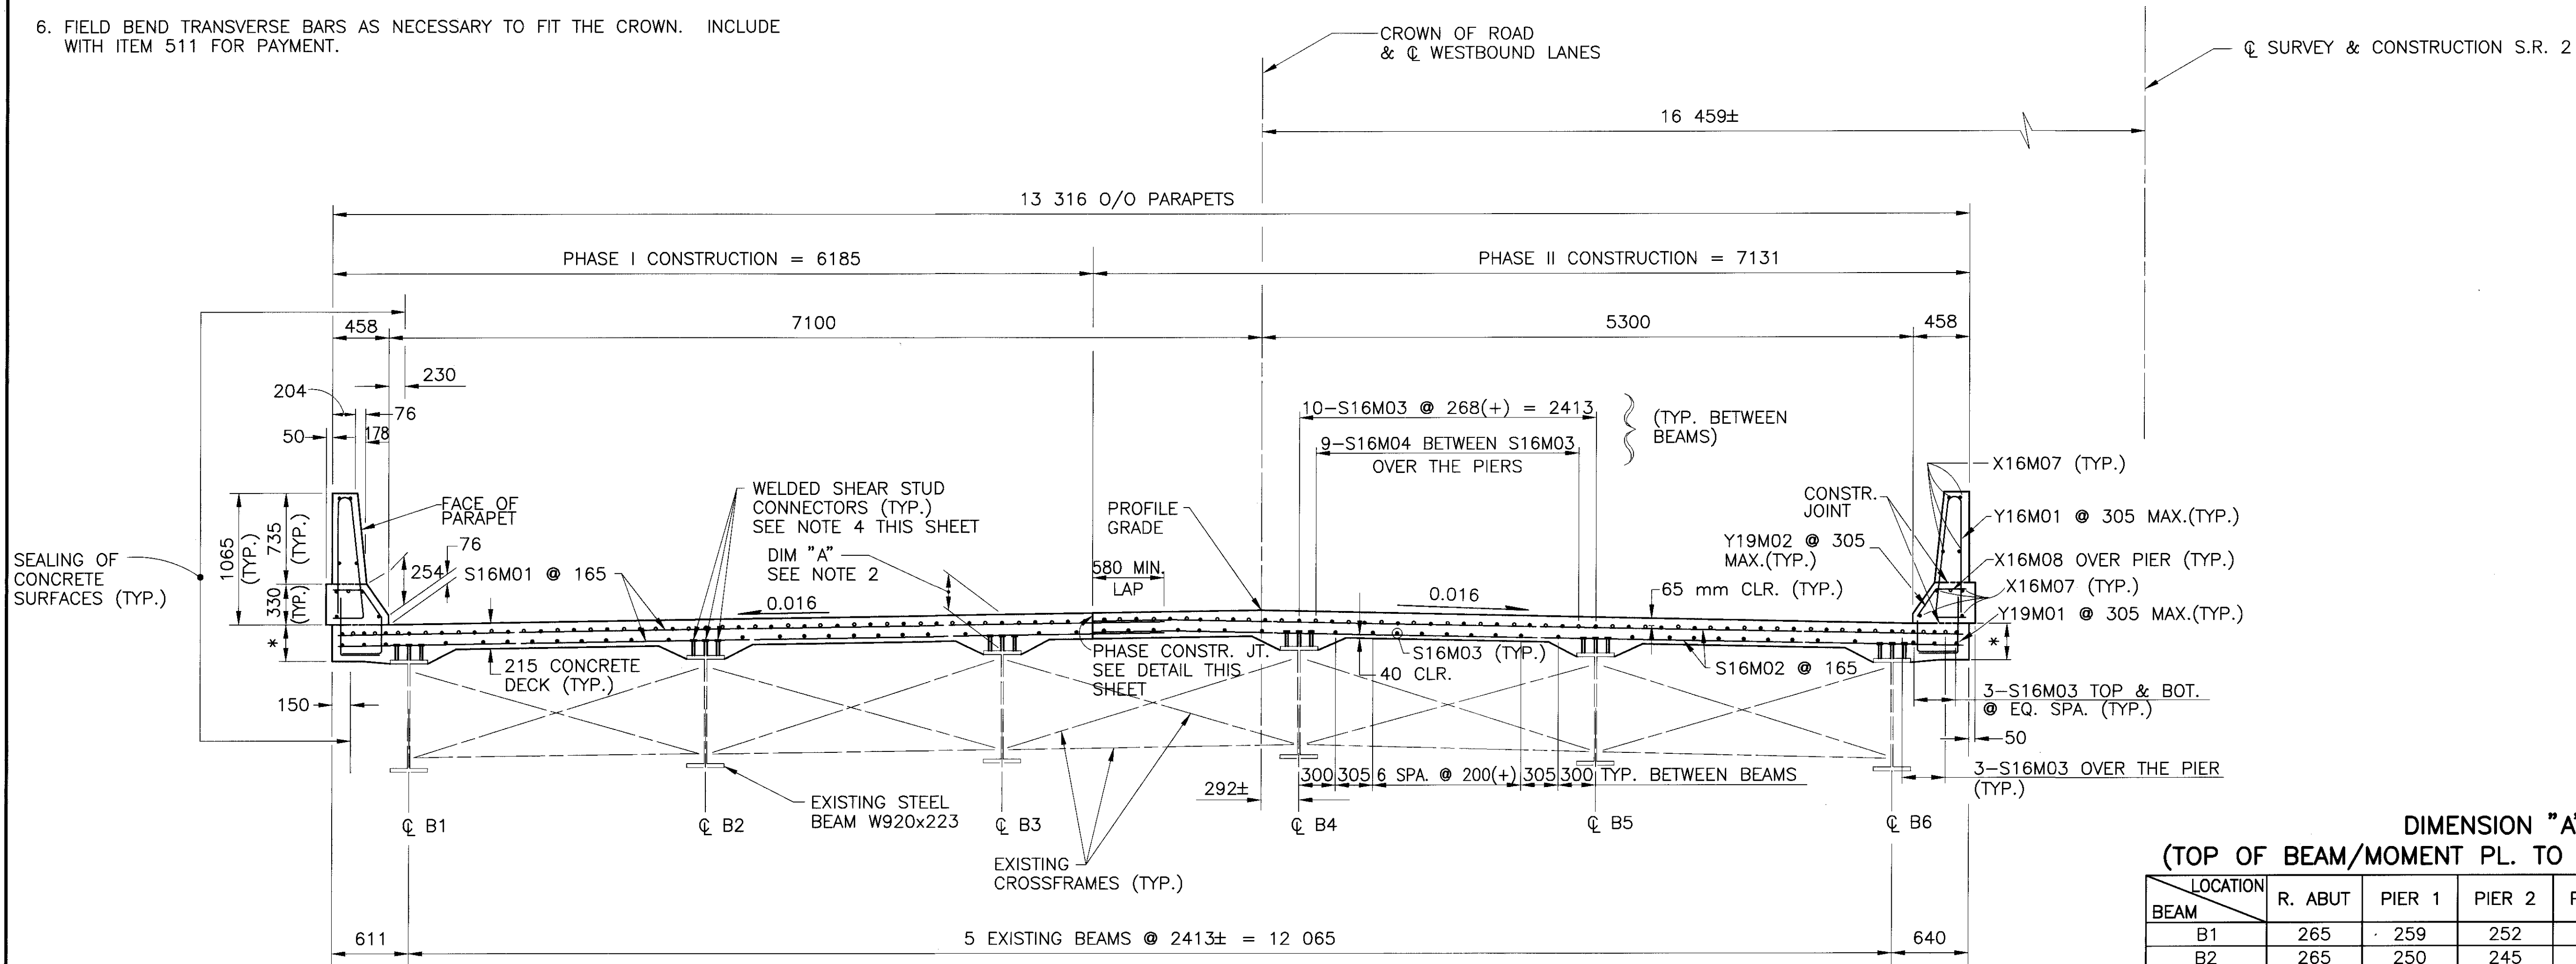 6. FIELD BEND TRANSVERSE BARS AS NECESSARY TO FIT THE CROWN. INCLUDE
WITH ITEM 511 FOR PAYMENT.
CROWN OF ROAD
& ℄ WESTBOUND LANES
℄ SURVEY & CONSTRUCTION S.R. 2
16 459±
13 316 O/O PARAPETS
PHASE I CONSTRUCTION = 6185
PHASE II CONSTRUCTION = 7131
458
7100
5300
458
230
204
76
50
178
10-S16M03 @ 268(+) = 2413
(TYP. BETWEEN
BEAMS)
9-S16M04 BETWEEN S16M03
OVER THE PIERS
X16M07 (TYP.)
WELDED SHEAR STUD
CONNECTORS (TYP.)
SEE NOTE 4 THIS SHEET
FACE OF
PARAPET
PROFILE
GRADE
CONSTR.
JOINT
Y16M01 @ 305 MAX.(TYP.)
1065
(TYP.)
735
(TYP.)
330
(TYP.)
76
254
DIM "A"
SEE NOTE 2
Y19M02 @ 305
MAX.(TYP.)
X16M08 OVER PIER (TYP.)
SEALING OF
CONCRETE
SURFACES (TYP.)
S16M01 @ 165
580 MIN.
LAP
65 mm CLR. (TYP.)
X16M07 (TYP.)
0.016
0.016
Y19M01 @ 305 MAX.(TYP.)
*
*
215 CONCRETE
DECK (TYP.)
PHASE CONSTR. JT.
SEE DETAIL THIS
SHEET
S16M03 (TYP.)
40 CLR.
S16M02 @ 165
150
3-S16M03 TOP & BOT.
@ EQ. SPA. (TYP.)
50
300 305 6 SPA. @ 200(+) 305 300 TYP. BETWEEN BEAMS
3-S16M03 OVER THE PIER
(TYP.)
292±
EXISTING STEEL
BEAM W920x223
℄ B1
℄ B2
℄ B3
℄ B4
℄ B5
℄ B6
EXISTING
CROSSFRAMES (TYP.)
611
5 EXISTING BEAMS @ 2413± = 12 065
640
DIMENSION "A"
(TOP OF BEAM/MOMENT PL. TO
LOCATION
BEAM
R. ABUT PIER 1 PIER 2
B1 265 259 252
B2 265 250 245